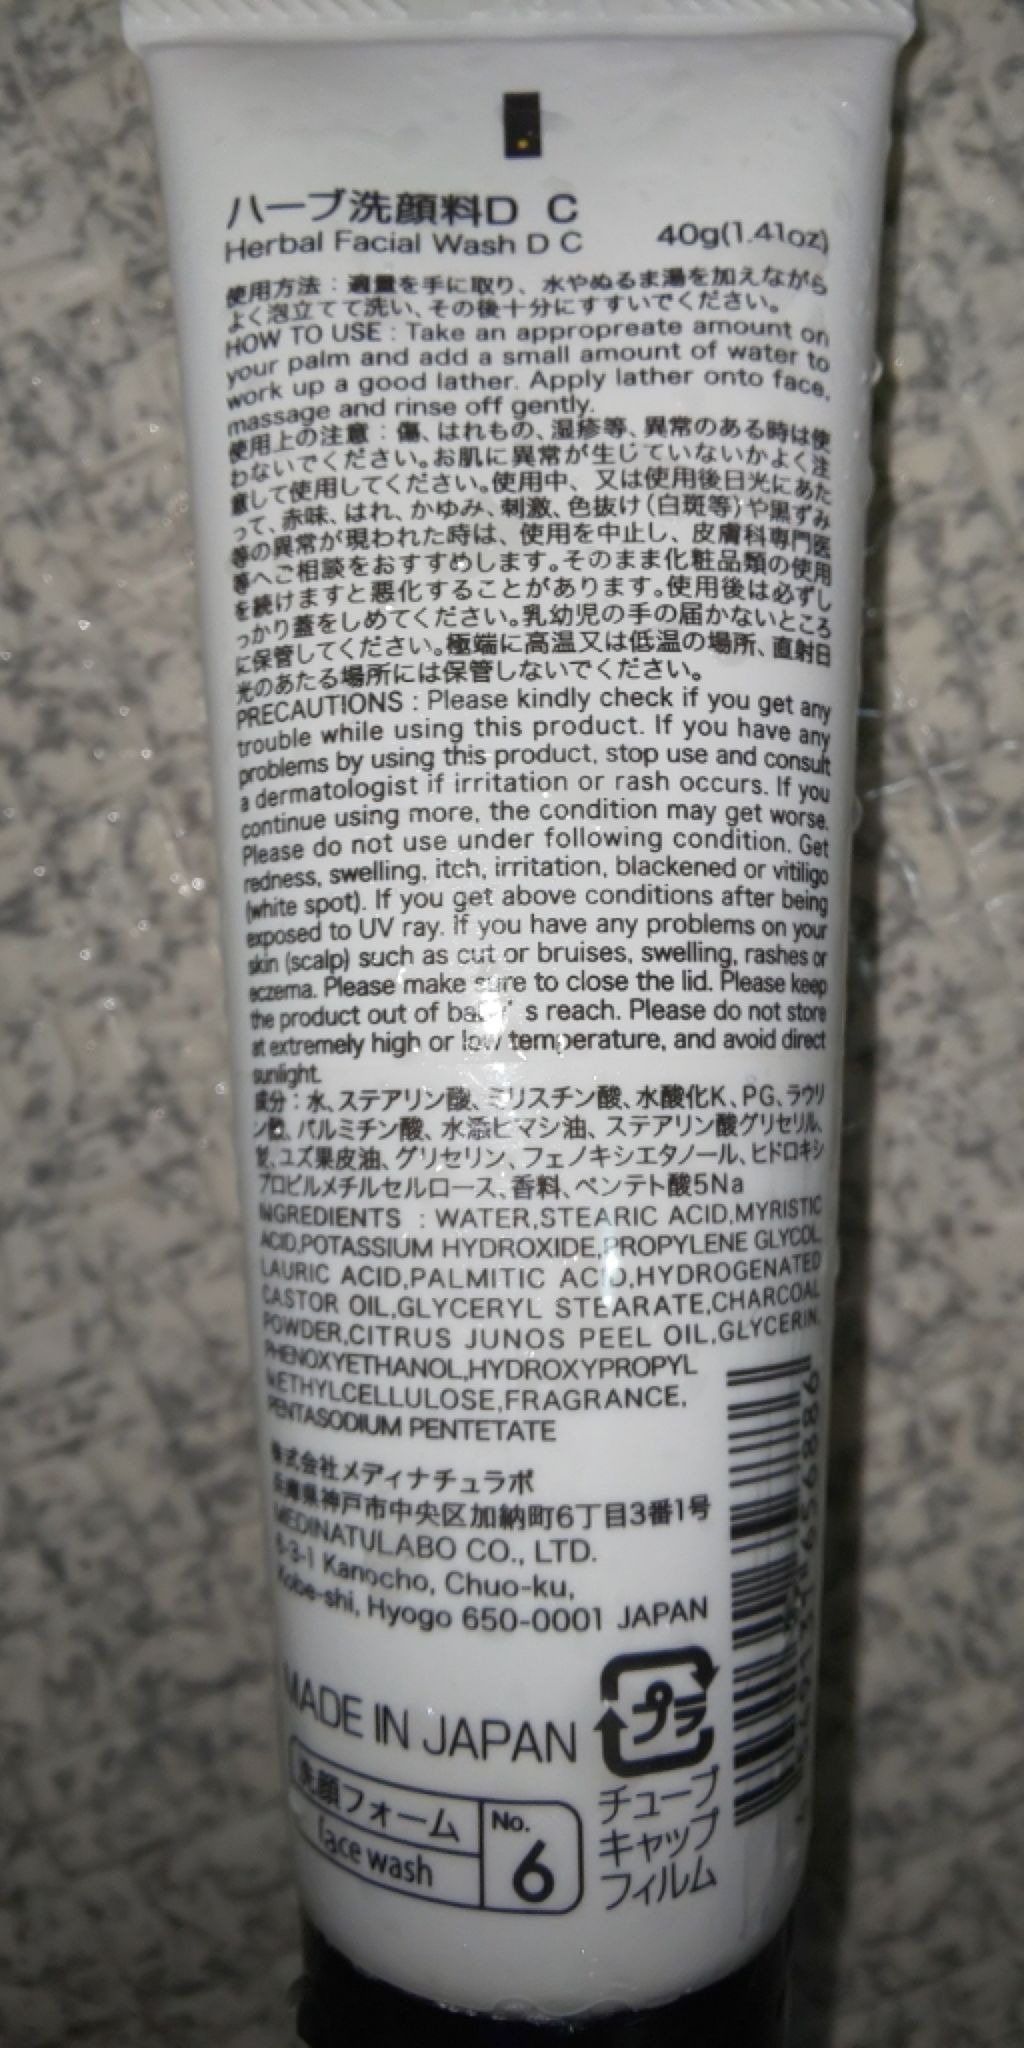 ハーブ洗顔料D C
Herbal Facial Wash D C 40g(1.41oz)
使用方法：適量を手に取り、水やぬるま湯を加えながら
よく泡立てて洗い、その後十分にすすいでください。
HOW TO USE : Take an appropreate amount on
your palm and add a small amount of water to
work up a good lather. Apply lather onto face,
massage and rinse off gently.
使用上の注意：傷、はれもの、湿疹等、異常のある時は使
わないでください。お肌に異常が生じていないかよく注
意して使用してください。使用中、又は使用後日光にあた
って、赤味、はれ、かゆみ、刺激、色抜け(白斑等)や黒ずみ
等の異常が現われた時は、使用を中止し、皮膚科専門医
等へご相談をおすすめします。そのまま化粧品類の使用
を続けますと悪化することがあります。使用後は必ずし
っかり蓋をしめてください。乳幼児の手の届かないところ
に保管してください。極端に高温又は低温の場所、直射日
光のあたる場所には保管しないでください。
PRECAUTIONS : Please kindly check if you get any
trouble while using this product. If you have any
problems by using this product, stop use and consult
a dermatologist if irritation or rash occurs. If you
continue using more, the condition may get worse.
Please do not use under following condition. Get
redness, swelling, itch, irritation, blackened or vitiligo
(white spot). If you get above conditions after being
exposed to UV ray. If you have any problems on your
skin (scalp) such as cut or bruises, swelling, rashes or
eczema. Please make sure to close the lid. Please keep
the product out of baby's reach. Please do not store
at extremely high or low temperature, and avoid direct
sunlight.
成分：水、ステアリン酸、ミリスチン酸、水酸化K、PG、ラウリ
ン酸、パルミチン酸、水添ヒマシ油、ステアリン酸グリセリル、
炭、ユズ果皮油、グリセリン、フェノキシエタノール、ヒドロキシ
プロピルメチルセルロース、香料、ペンテト酸5Na
INGREDIENTS : WATER,STEARIC ACID,MYRISTIC
ACID,POTASSIUM HYDROXIDE,PROPYLENE GLYCOL,
LAURIC ACID,PALMITIC ACID,HYDROGENATED
CASTOR OIL,GLYCERYL STEARATE,CHARCOAL
POWDER,CITRUS JUNOS PEEL OIL,GLYCERIN,
PHENOXYETHANOL,HYDROXYPROPYL
METHYLCELLULOSE,FRAGRANCE,
PENTASODIUM PENTETATE
株式会社メディナチュラボ
兵庫県神戸市中央区加納町6丁目3番1号
MEDINATULABO CO., LTD.
6-3-1 Kanocho, Chuo-ku,
Kobe-shi, Hyogo 650-0001 JAPAN
MADE IN JAPAN
プラ
チューブ
キャップ
フィルム
洗顔フォーム
face wash
No.
6